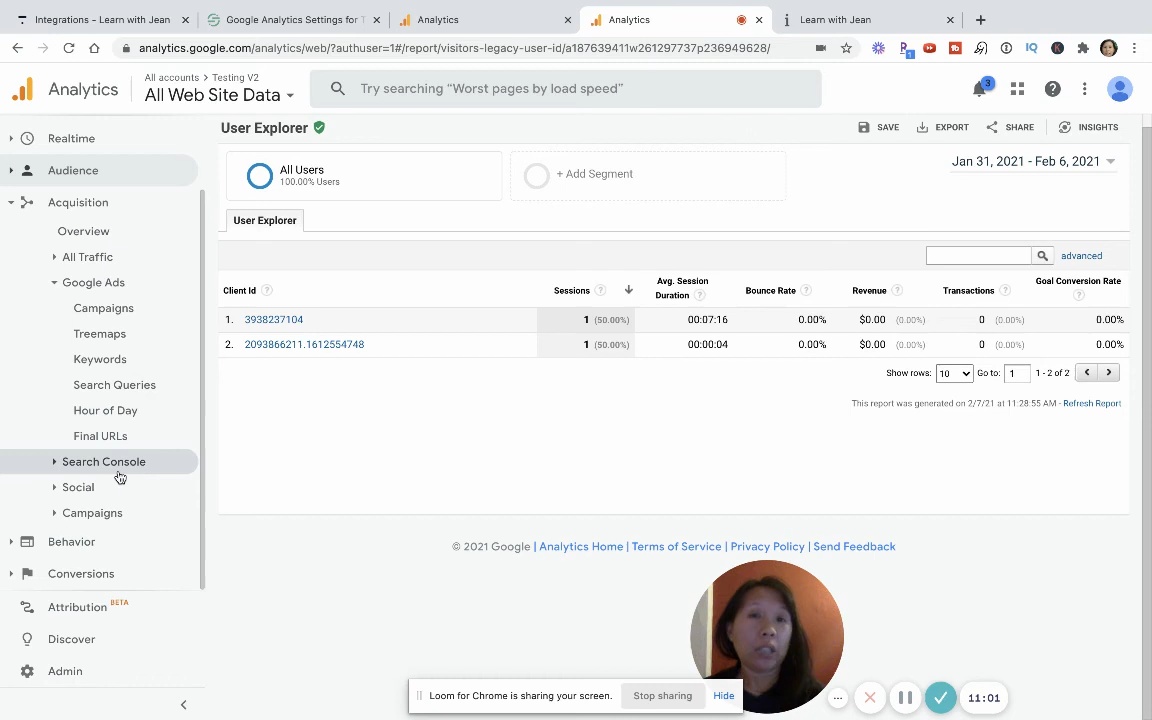 Integrations - Learn with Jean
Google Analytics Settings for T
Analytics
Analytics
Learn with Jean
analytics.google.com/analytics/web/?authuser=1#/report/visitors-legacy-user-id/a187639411w261297737p236949628/
Analytics
All accounts > Testing V2
All Web Site Data
Try searching “Worst pages by load speed”
3
Realtime
Audience
Acquisition
Overview
All Traffic
Google Ads
Campaigns
Treemaps
Keywords
Search Queries
Hour of Day
Final URLs
Search Console
Social
Campaigns
Behavior
Conversions
Attribution BETA
Discover
Admin
User Explorer
SAVE EXPORT SHARE INSIGHTS
All Users
100.00% Users
+ Add Segment
Jan 31, 2021 - Feb 6, 2021
User Explorer
advanced
Client Id Sessions Avg. Session Duration Bounce Rate Revenue Transactions Goal Conversion Rate
1. 3938237104 1 (50.00%) 00:07:16 0.00% $0.00 (0.00%) 0 (0.00%) 0.00%
2. 2093866211.1612554748 1 (50.00%) 00:00:04 0.00% $0.00 (0.00%) 0 (0.00%) 0.00%
Show rows: 10 Go to: 1 1 - 2 of 2
This report was generated on 2/7/21 at 11:28:55 AM - Refresh Report
© 2021 Google | Analytics Home | Terms of Service | Privacy Policy | Send Feedback
Loom for Chrome is sharing your screen. Stop sharing Hide
11:01